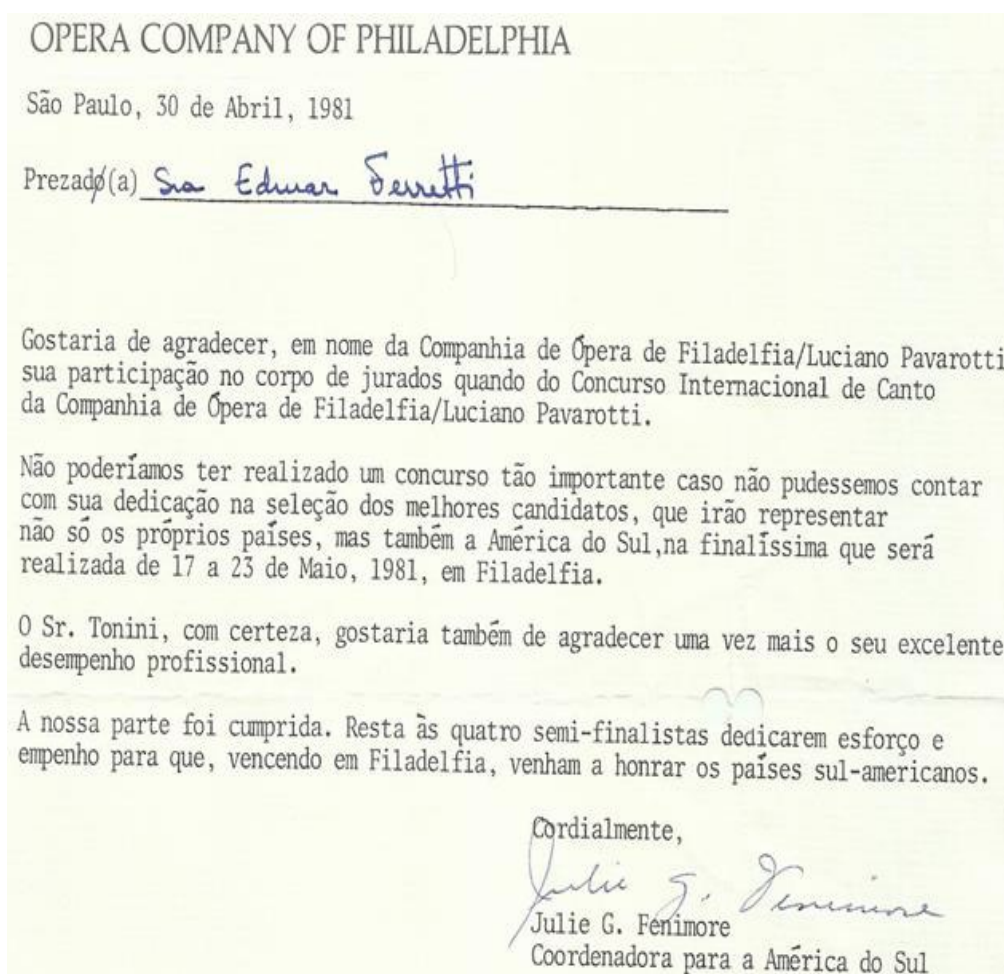 OPERA COMPANY OF PHILADELPHIA
São Paulo, 30 de Abril, 1981
Prezado(a) Sra Edmar Ferretti
Gostaria de agradecer, em nome da Companhia de Ópera de Filadelfia/Luciano Pavarotti
sua participação no corpo de jurados quando do Concurso Internacional de Canto
da Companhia de Ópera de Filadelfia/Luciano Pavarotti.
Não poderíamos ter realizado um concurso tão importante caso não pudessemos contar
com sua dedicação na seleção dos melhores candidatos, que irão representar
não só os próprios países, mas também a América do Sul,na finalíssima que será
realizada de 17 a 23 de Maio, 1981, em Filadelfia.
O Sr. Tonini, com certeza, gostaria também de agradecer uma vez mais o seu excelente
desempenho profissional.
A nossa parte foi cumprida. Resta às quatro semi-finalistas dedicarem esforço e
empenho para que, vencendo em Filadelfia, venham a honrar os países sul-americanos.
Cordialmente,
Julie G. Fenimore
Julie G. Fenimore
Coordenadora para a América do Sul